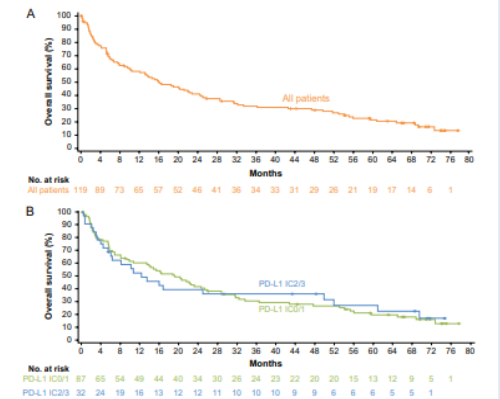 A
Overall survival (%)
100
90
80
70
60
50
40
30
20
10
0
All patients
0 4 8 12 16 20 24 28 32 36 40 44 48 52 56 60 64 68 72 76 80
Months
No. at risk
All patients 119 89 73 65 57 52 46 41 36 34 33 31 29 26 21 19 17 14 6 1
B
Overall survival (%)
100
90
80
70
60
50
40
30
20
10
0
PD-L1 IC2/3
PD-L1 IC0/1
0 4 8 12 16 20 24 28 32 36 40 44 48 52 56 60 64 68 72 76 80
Months
No. at risk
PD-L1 IC0/1 87 65 54 49 44 40 34 30 26 24 23 22 20 20 15 13 12 9 5 1
PD-L1 IC2/3 32 24 19 16 13 12 12 11 10 10 10 9 9 6 6 6 5 5 1